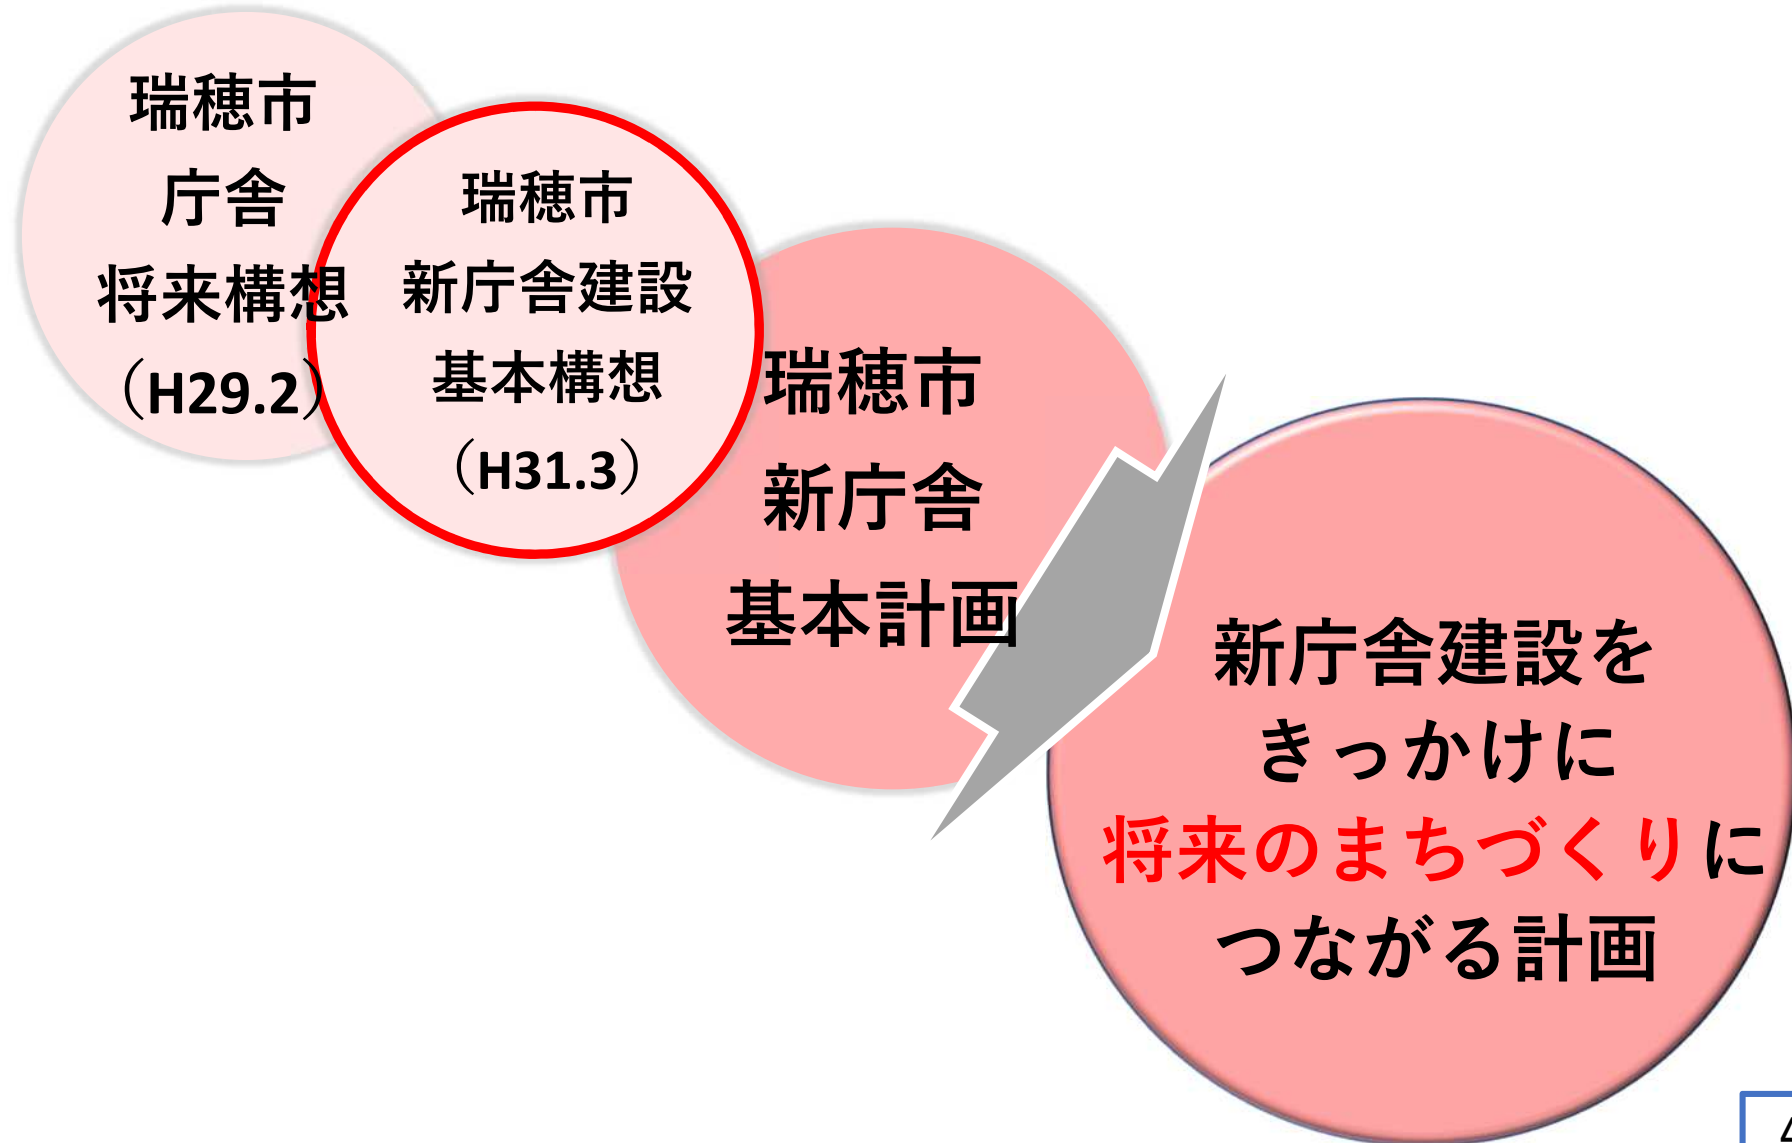 瑞穂市
庁舎
将来構想
（H29.2）
瑞穂市
新庁舎建設
基本構想
（H31.3）
瑞穂市
新庁舎
基本計画
新庁舎建設を
きっかけに
将来のまちづくりに
つながる計画